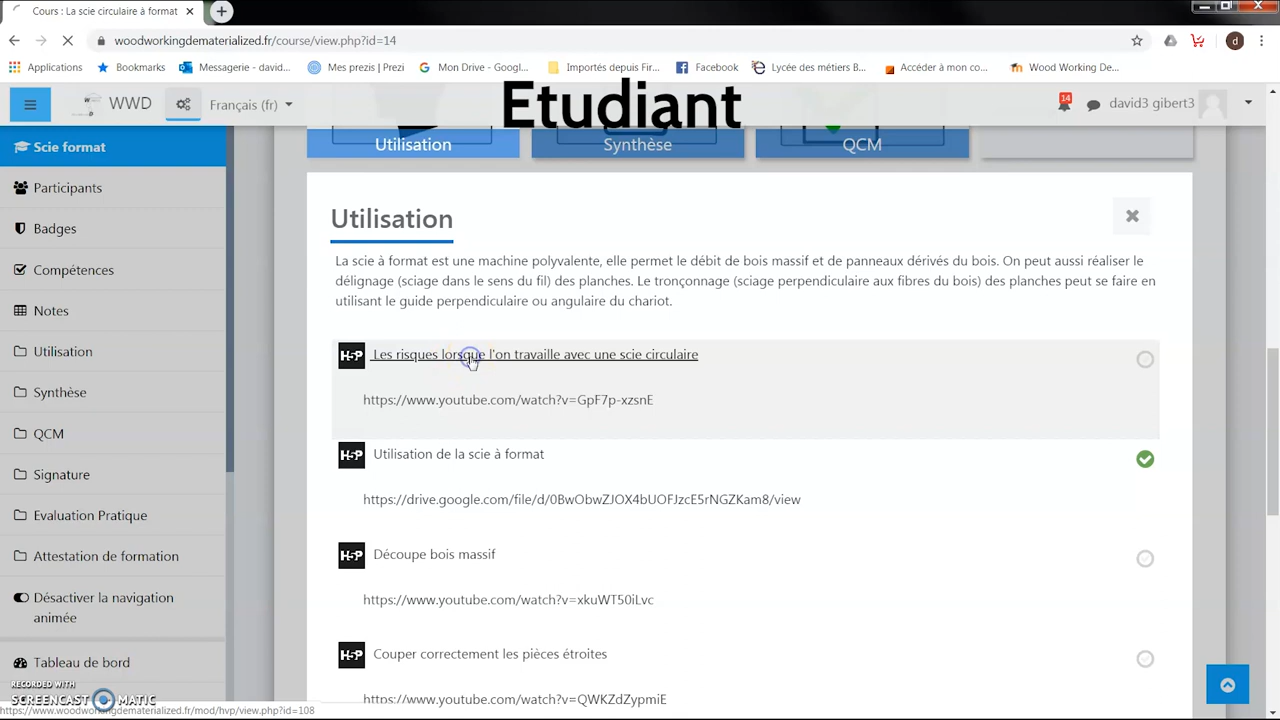 Cours : La scie circulaire à format
woodworkingdematerialized.fr/course/view.php?id=14
Applications
Bookmarks
Messagerie - david...
Mes prezis | Prezi
Mon Drive - Googl...
Importés depuis Fir...
Facebook
Lycée des métiers B...
Accéder à mon co...
Wood Working De...
WWD
Français (fr)
Etudiant
14
david3 gibert3
Scie format
Participants
Badges
Compétences
Notes
Utilisation
Synthèse
QCM
Signature
Evaluation Pratique
Attestation de formation
Désactiver la navigation
animée
Tableau de bord
Utilisation
Synthèse
QCM
Utilisation
La scie à format est une machine polyvalente, elle permet le débit de bois massif et de panneaux dérivés du bois. On peut aussi réaliser le
délignage (sciage dans le sens du fil) des planches. Le tronçonnage (sciage perpendiculaire aux fibres du bois) des planches peut se faire en
utilisant le guide perpendiculaire ou angulaire du chariot.
H5P Les risques lorsque l'on travaille avec une scie circulaire
https://www.youtube.com/watch?v=GpF7p-xzsnE
H5P Utilisation de la scie à format
https://drive.google.com/file/d/0BwObwZJOX4bUOFJzcE5rNGZKam8/view
H5P Découpe bois massif
https://www.youtube.com/watch?v=xkuWT50iLvc
H5P Couper correctement les pièces étroites
https://www.youtube.com/watch?v=QWKZdZypmiE
RECORDED WITH
SCREENCAST MATIC
https://www.woodworkingdematerialized.fr/mod/hvp/view.php?id=108